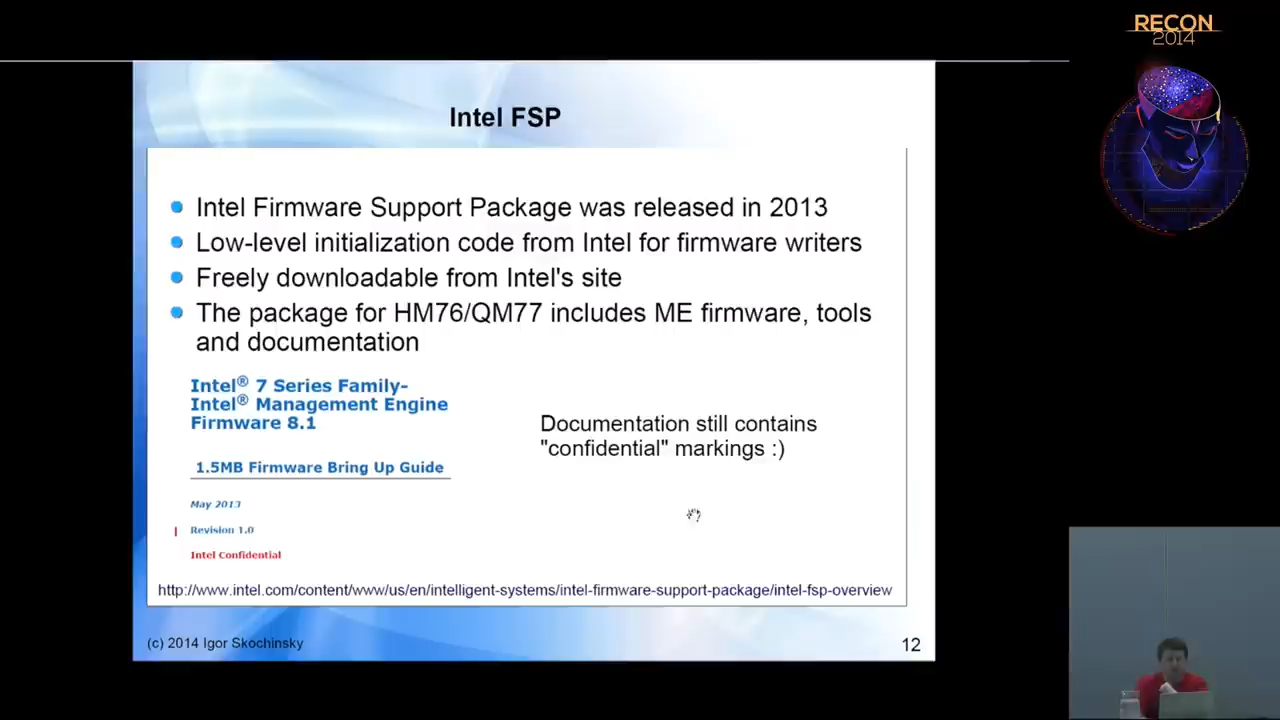 RECON
2014
Intel FSP
Intel Firmware Support Package was released in 2013
Low-level initialization code from Intel for firmware writers
Freely downloadable from Intel's site
The package for HM76/QM77 includes ME firmware, tools
and documentation
Intel® 7 Series Family-
Intel® Management Engine
Firmware 8.1
1.5MB Firmware Bring Up Guide
May 2013
Revision 1.0
Intel Confidential
Documentation still contains
"confidential" markings :)
http://www.intel.com/content/www/us/en/intelligent-systems/intel-firmware-support-package/intel-fsp-overview
(c) 2014 Igor Skochinsky
12